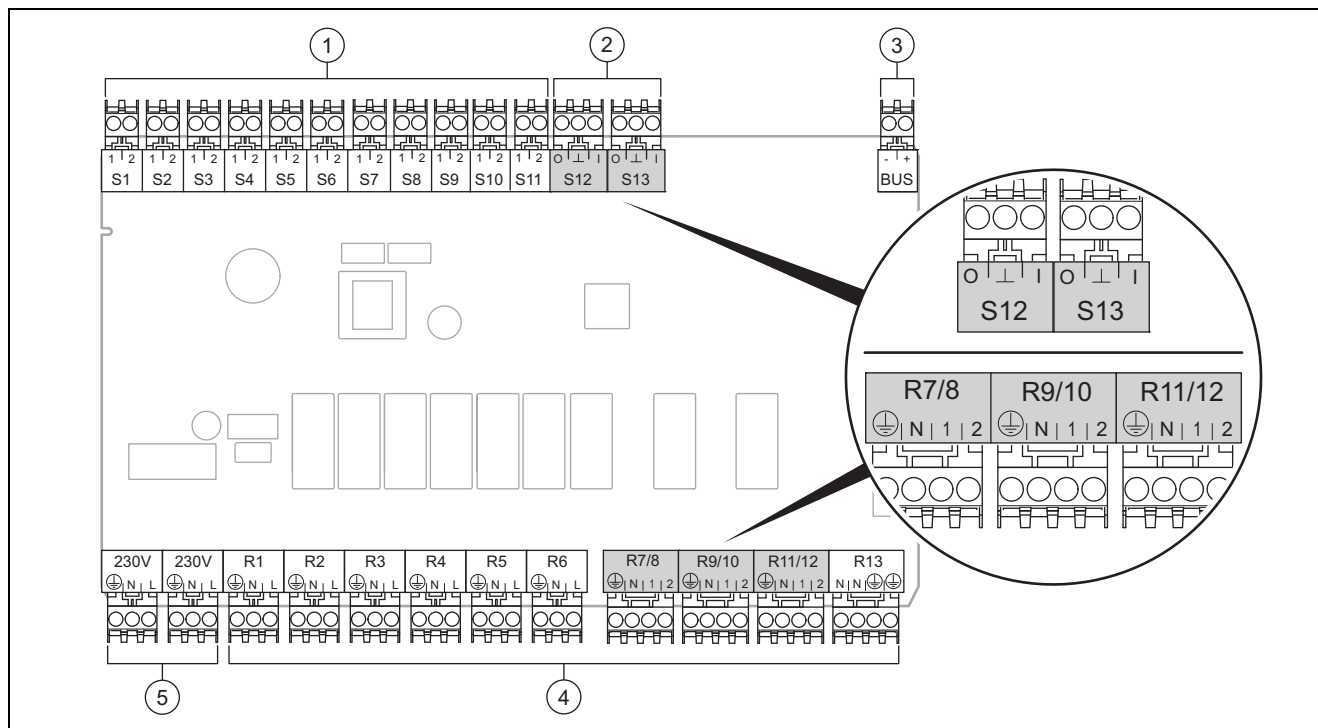 1 2 3
1 2 1 2 1 2 1 2 1 2 1 2 1 2 1 2 1 2 1 2 1 2 O ⊥ I O ⊥ I - +
S1 S2 S3 S4 S5 S6 S7 S8 S9 S10 S11 S12 S13 BUS
O ⊥ I O ⊥ I
S12 S13
R7/8 R9/10 R11/12
⏚ N 1 2 ⏚ N 1 2 ⏚ N 1 2
230V 230V R1 R2 R3 R4 R5 R6 R7/8 R9/10 R11/12 R13
⏚ N L ⏚ N L ⏚ N L ⏚ N L ⏚ N L ⏚ N L ⏚ N L ⏚ N L ⏚ N 1 2 ⏚ N 1 2 ⏚ N 1 2 N N ⏚ ⏚
5 4